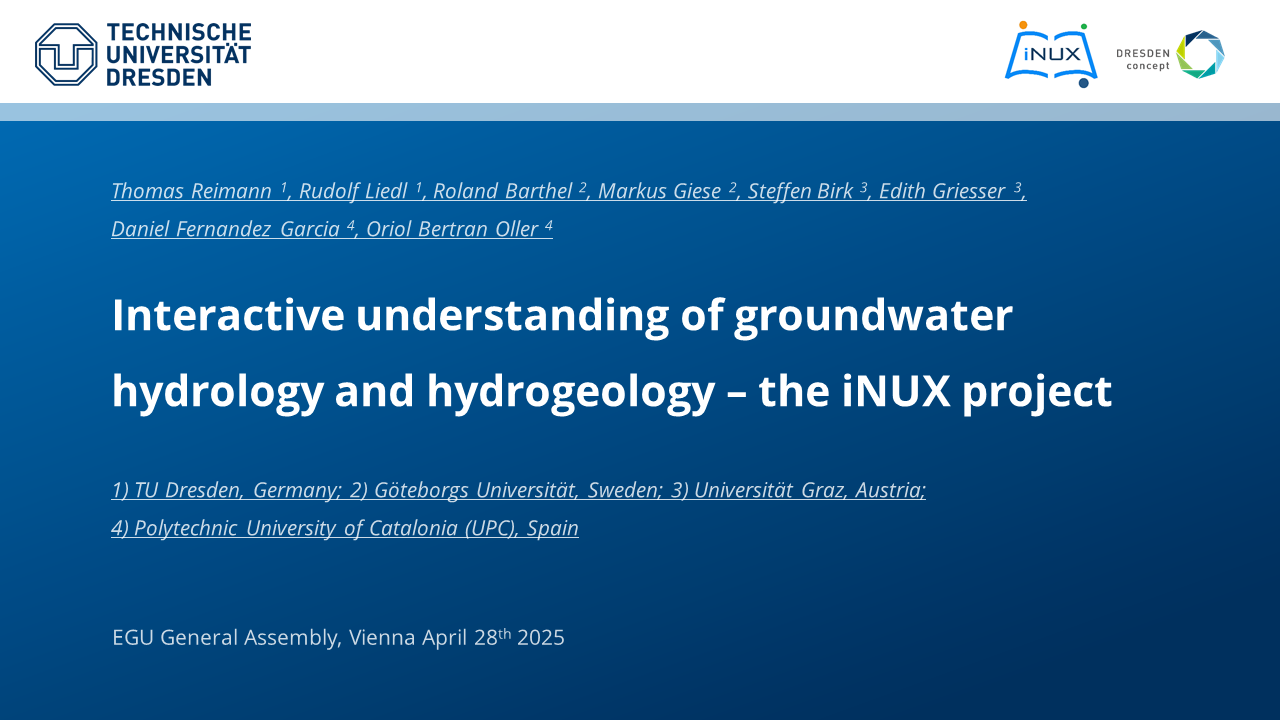 TECHNISCHE
UNIVERSITÄT
DRESDEN
iNUX
DRESDEN
concept
Thomas Reimann ¹, Rudolf Liedl ¹, Roland Barthel ², Markus Giese ², Steffen Birk ³, Edith Griesser ³,
Daniel Fernandez Garcia ⁴, Oriol Bertran Oller ⁴
Interactive understanding of groundwater
hydrology and hydrogeology – the iNUX project
1) TU Dresden, Germany; 2) Göteborgs Universität, Sweden; 3) Universität Graz, Austria;
4) Polytechnic University of Catalonia (UPC), Spain
EGU General Assembly, Vienna April 28th 2025